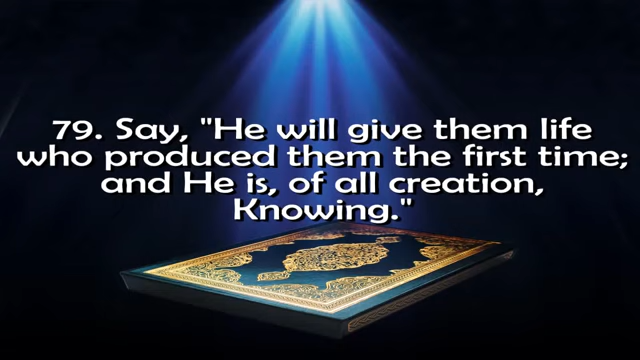 79. Say, "He will give them life
who produced them the first time;
and He is, of all creation,
Knowing."